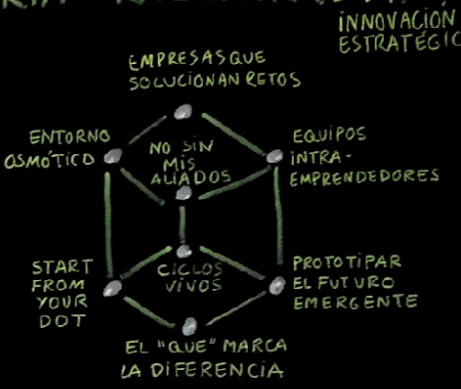 INNOVACIÓN
EMPRESAS QUE
SOLUCIONAN RETOS
ENTORNO
OSMÓTICO
NO SIN
MIS
ALIADOS
EQUIPOS
INTRA-
EMPRENDEDORES
START
FROM
YOUR
DOT
CICLOS
VIVOS
PROTOTIPAR
EL FUTURO
EMERGENTE
EL "QUE" MARCA
LA DIFERENCIA